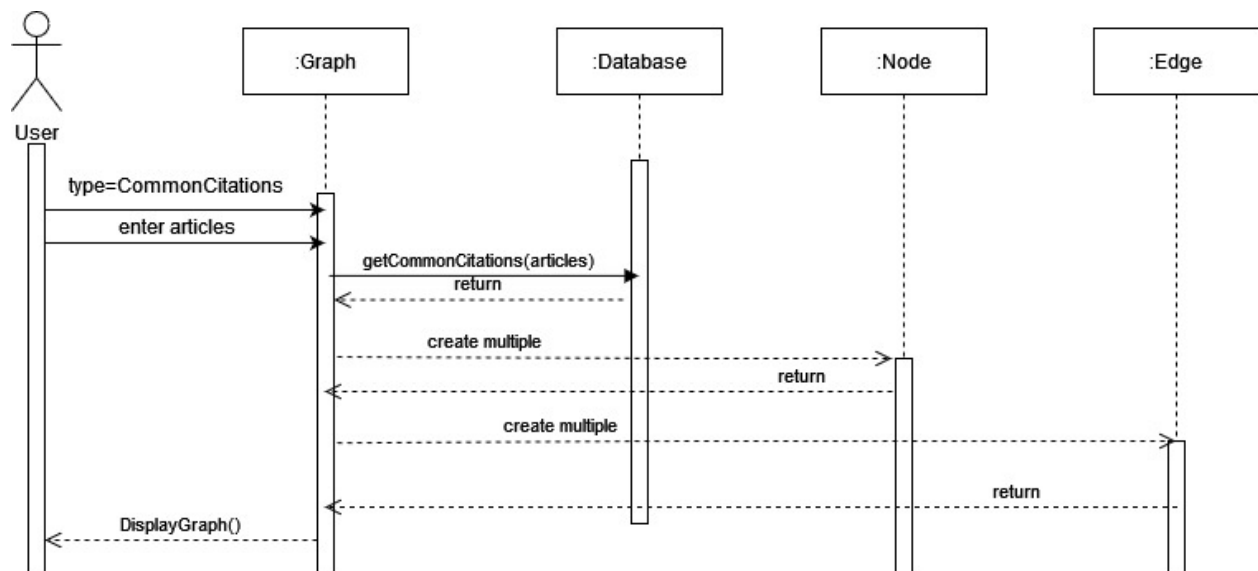 :Graph
:Database
:Node
:Edge
User
type=CommonCitations
enter articles
getCommonCitations(articles)
return
create multiple
return
create multiple
return
DisplayGraph()